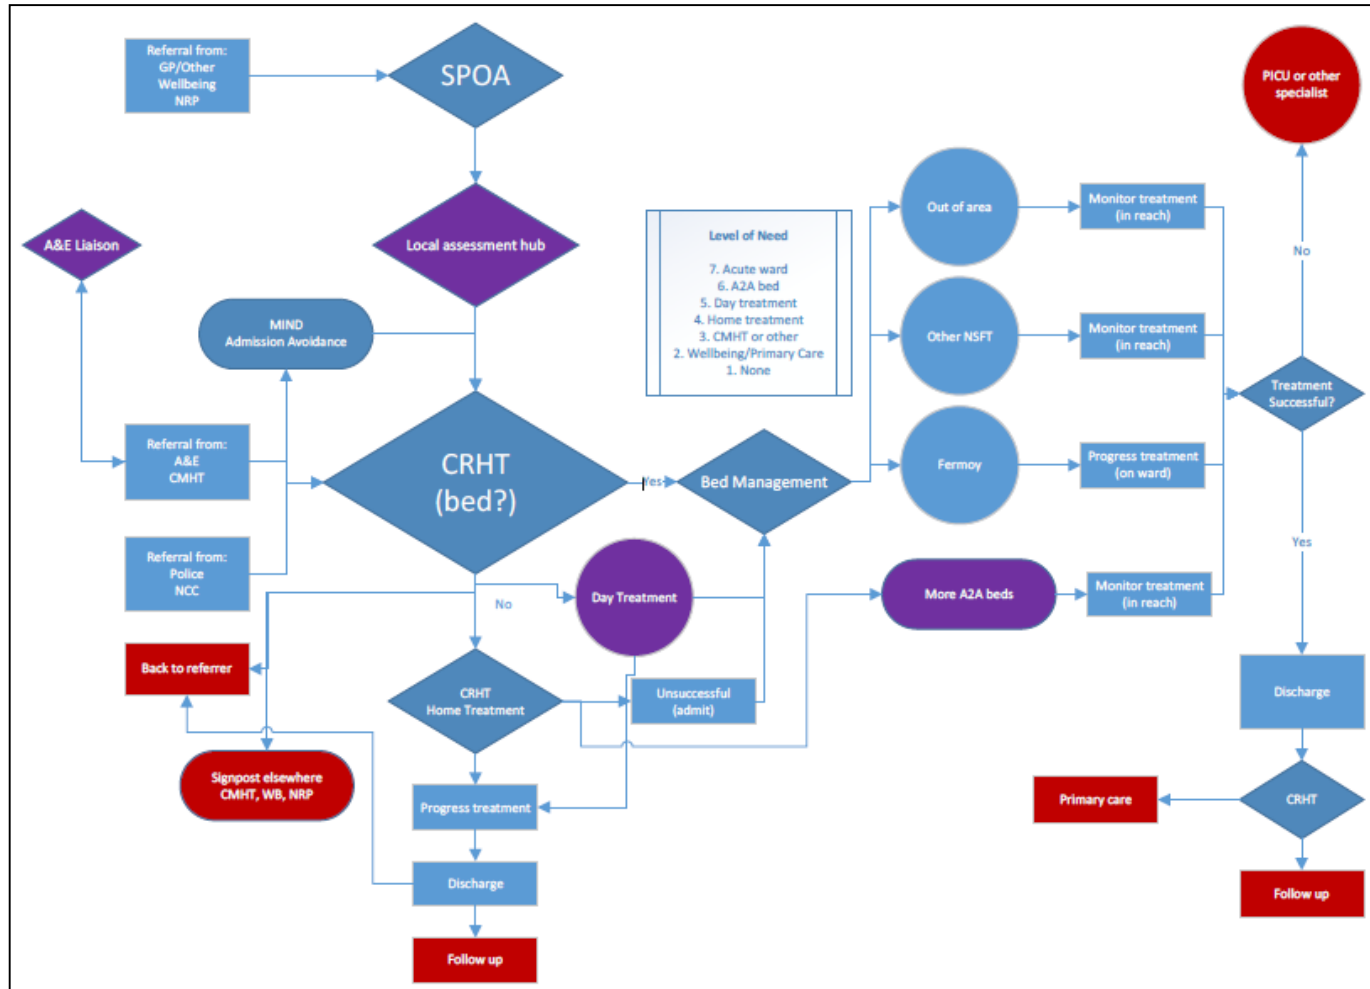 Referral from:
GP/Other
Wellbeing
NRP
SPOA
PICU or other
specialist
A&E Liaison
Local assessment hub
Level of Need
7. Acute ward
6. A2A bed
5. Day treatment
4. Home treatment
3. CMHT or other
2. Wellbeing/Primary Care
1. None
Out of area
Monitor treatment
(in reach)
No
MIND
Admission Avoidance
Other NSFT
Monitor treatment
(in reach)
Treatment
Successful?
Referral from:
A&E
CMHT
CRHT
(bed?)
Yes
Bed Management
Fermoy
Progress treatment
(on ward)
Yes
Referral from:
Police
NCC
No
Day Treatment
More A2A beds
Monitor treatment
(in reach)
Back to referrer
CRHT
Home Treatment
Unsuccessful
(admit)
Discharge
Signpost elsewhere
CMHT, WB, NRP
Progress treatment
Primary care
CRHT
Discharge
Follow up
Follow up